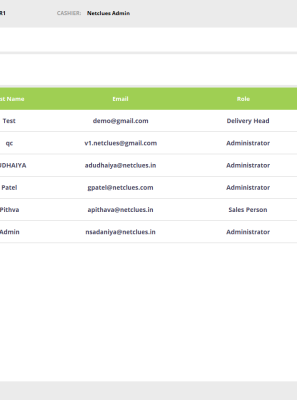 R1 CASHIER: Netclues Admin
st Name Email Role
Test demo@gmail.com Delivery Head
qc v1.netclues@gmail.com Administrator
UDHAIYA adudhaiya@netclues.in Administrator
Patel gpatel@netclues.com Administrator
Pithva apithava@netclues.in Sales Person
Admin nsadaniya@netclues.in Administrator